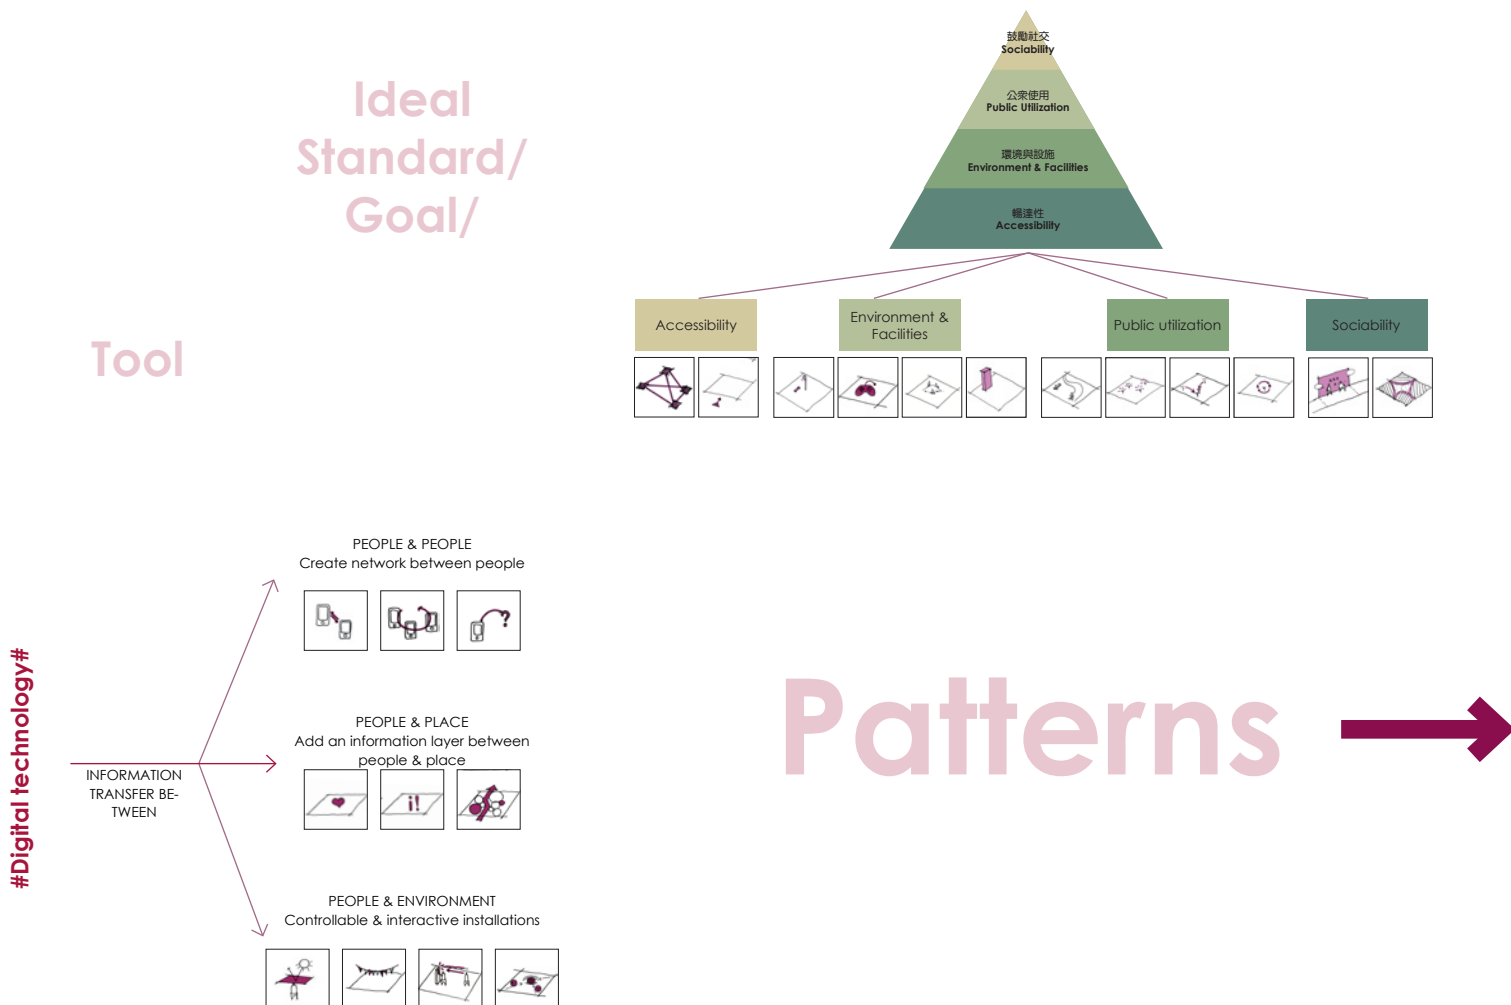 鼓勵社交
Sociability
公眾使用
Public Utilization
環境與設施
Environment & Facilities
暢達性
Accessibility
Ideal
Standard/
Goal/
Tool
Accessibility
Environment &
Facilities
Public utilization
Sociability
#Digital technology#
INFORMATION
TRANSFER BE-
TWEEN
PEOPLE & PEOPLE
Create network between people
?
PEOPLE & PLACE
Add an information layer between
people & place
i!
PEOPLE & ENVIRONMENT
Controllable & interactive installations
Patterns